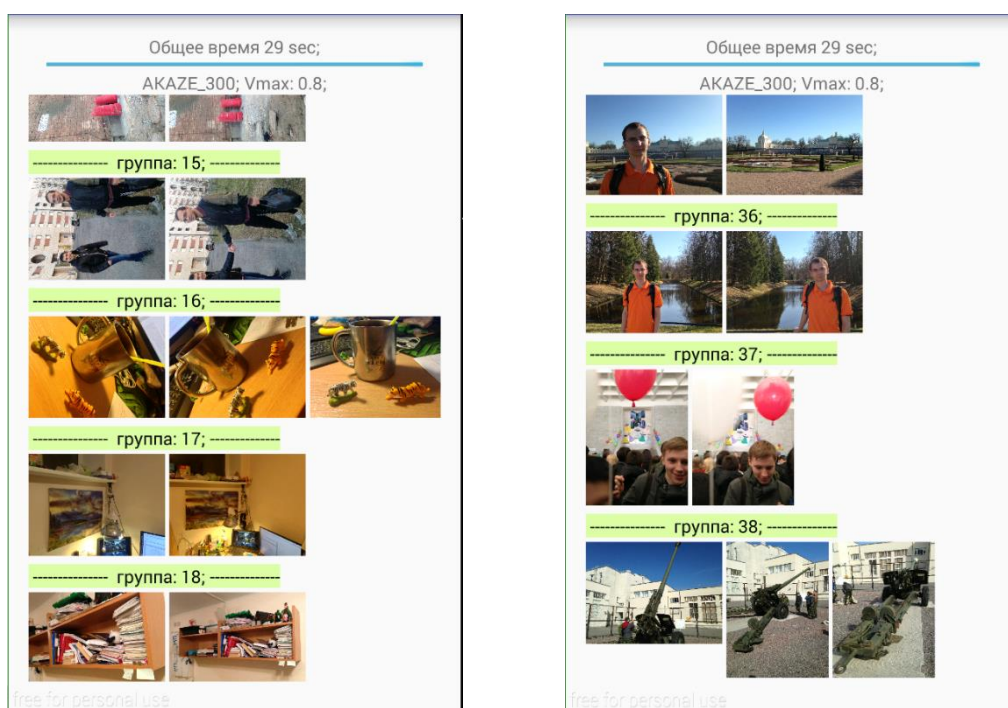 Общее время 29 sec;
AKAZE_300; Vmax: 0.8;
--------------- группа: 15; --------------
--------------- группа: 16; --------------
--------------- группа: 17; --------------
--------------- группа: 18; --------------
free for personal use
Общее время 29 sec;
AKAZE_300; Vmax: 0.8;
--------------- группа: 36; --------------
--------------- группа: 37; --------------
--------------- группа: 38; --------------
free for personal use